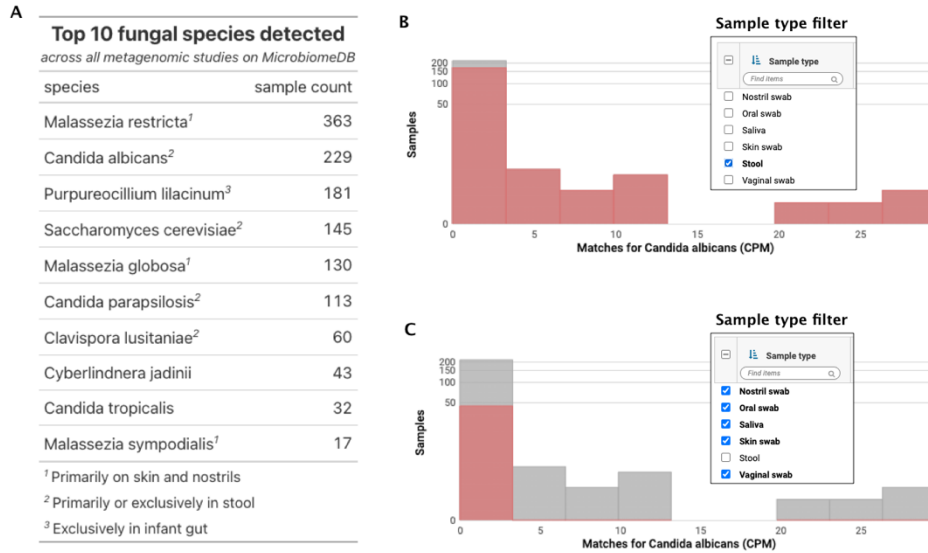 A
Top 10 fungal species detected
across all metagenomic studies on MicrobiomeDB
species sample count
Malassezia restricta1 363
Candida albicans2 229
Purpureocillium lilacinum3 181
Saccharomyces cerevisiae2 145
Malassezia globosa1 130
Candida parapsilosis2 113
Clavispora lusitaniae2 60
Cyberlindnera jadinii 43
Candida tropicalis 32
Malassezia sympodialis1 17
1 Primarily on skin and nostrils
2 Primarily or exclusively in stool
3 Exclusively in infant gut
B
Sample type filter
Sample type
Find items
Nostril swab
Oral swab
Saliva
Skin swab
Stool
Vaginal swab
Samples
200
150
100
50
0
0 5 10 15 20 25
Matches for Candida albicans (CPM)
C
Sample type filter
Sample type
Find items
Nostril swab
Oral swab
Saliva
Skin swab
Stool
Vaginal swab
Samples
200
150
100
50
0
0 5 10 15 20 25
Matches for Candida albicans (CPM)